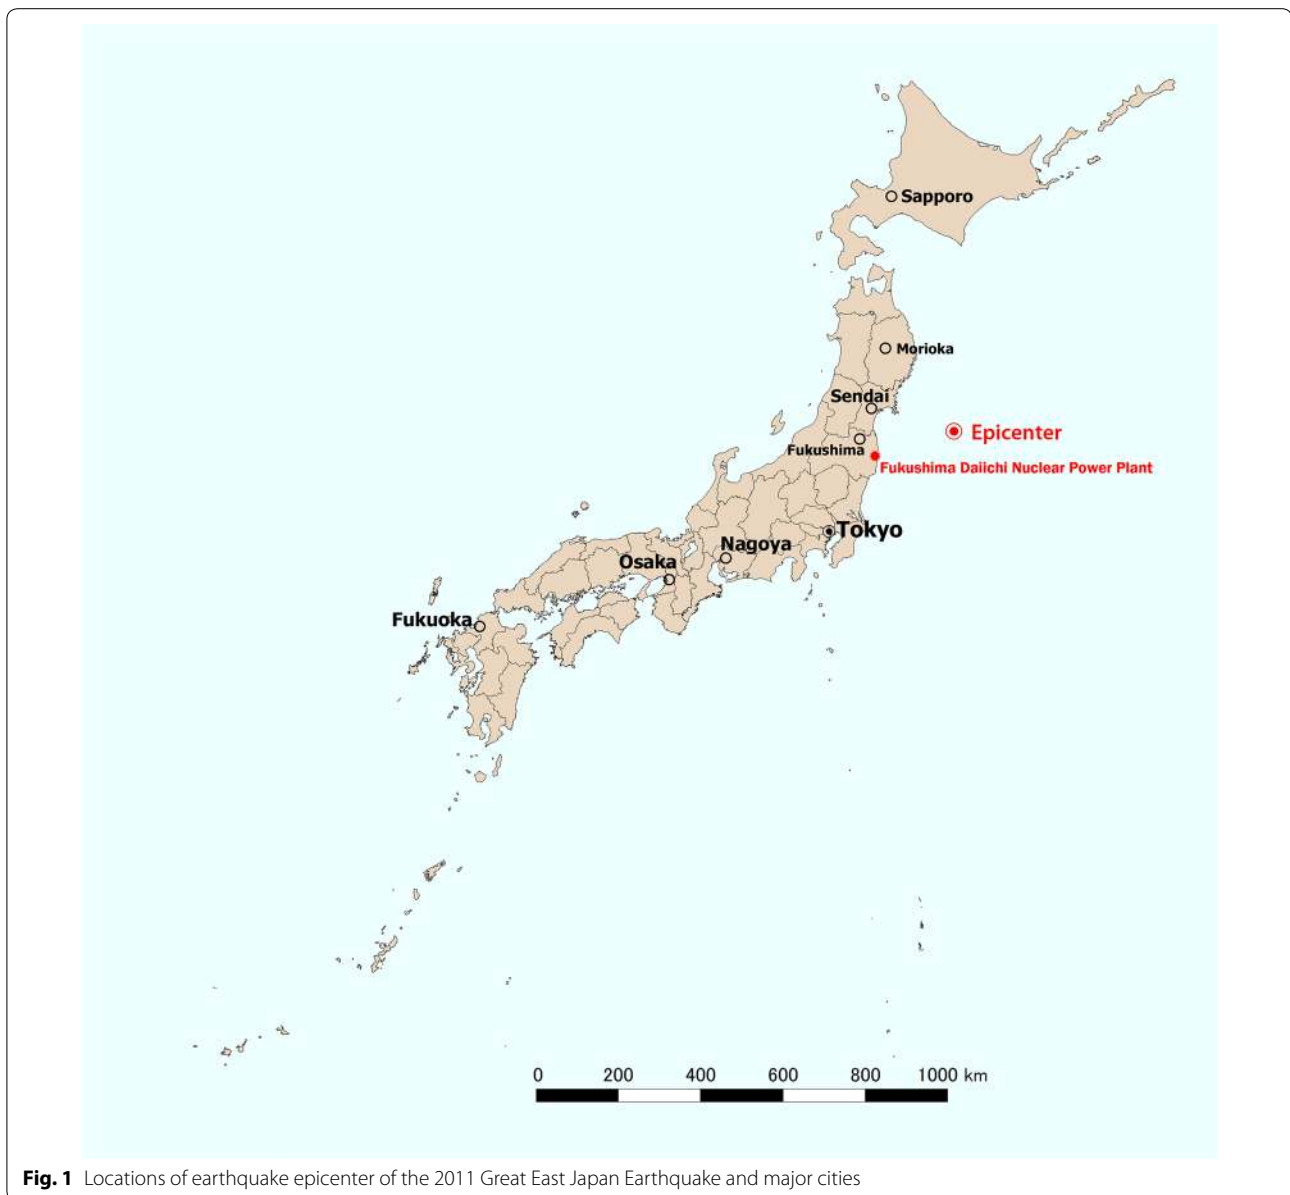 Sapporo
Morioka
Sendai
Epicenter
Fukushima
Fukushima Daiichi Nuclear Power Plant
Tokyo
Nagoya
Osaka
Fukuoka
0 200 400 600 800 1000 km
Fig. 1 Locations of earthquake epicenter of the 2011 Great East Japan Earthquake and major cities